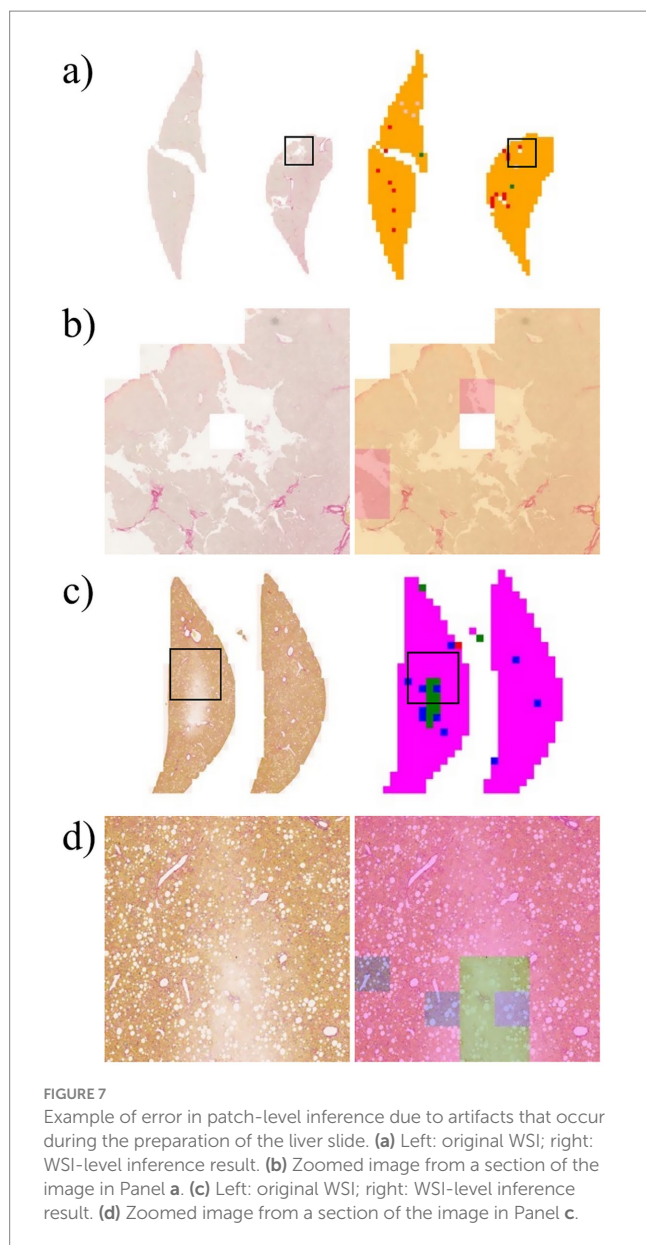 a)
b)
c)
d)
FIGURE 7
Example of error in patch-level inference due to artifacts that occur
during the preparation of the liver slide. (a) Left: original WSI; right:
WSI-level inference result. (b) Zoomed image from a section of the
image in Panel a. (c) Left: original WSI; right: WSI-level inference
result. (d) Zoomed image from a section of the image in Panel c.